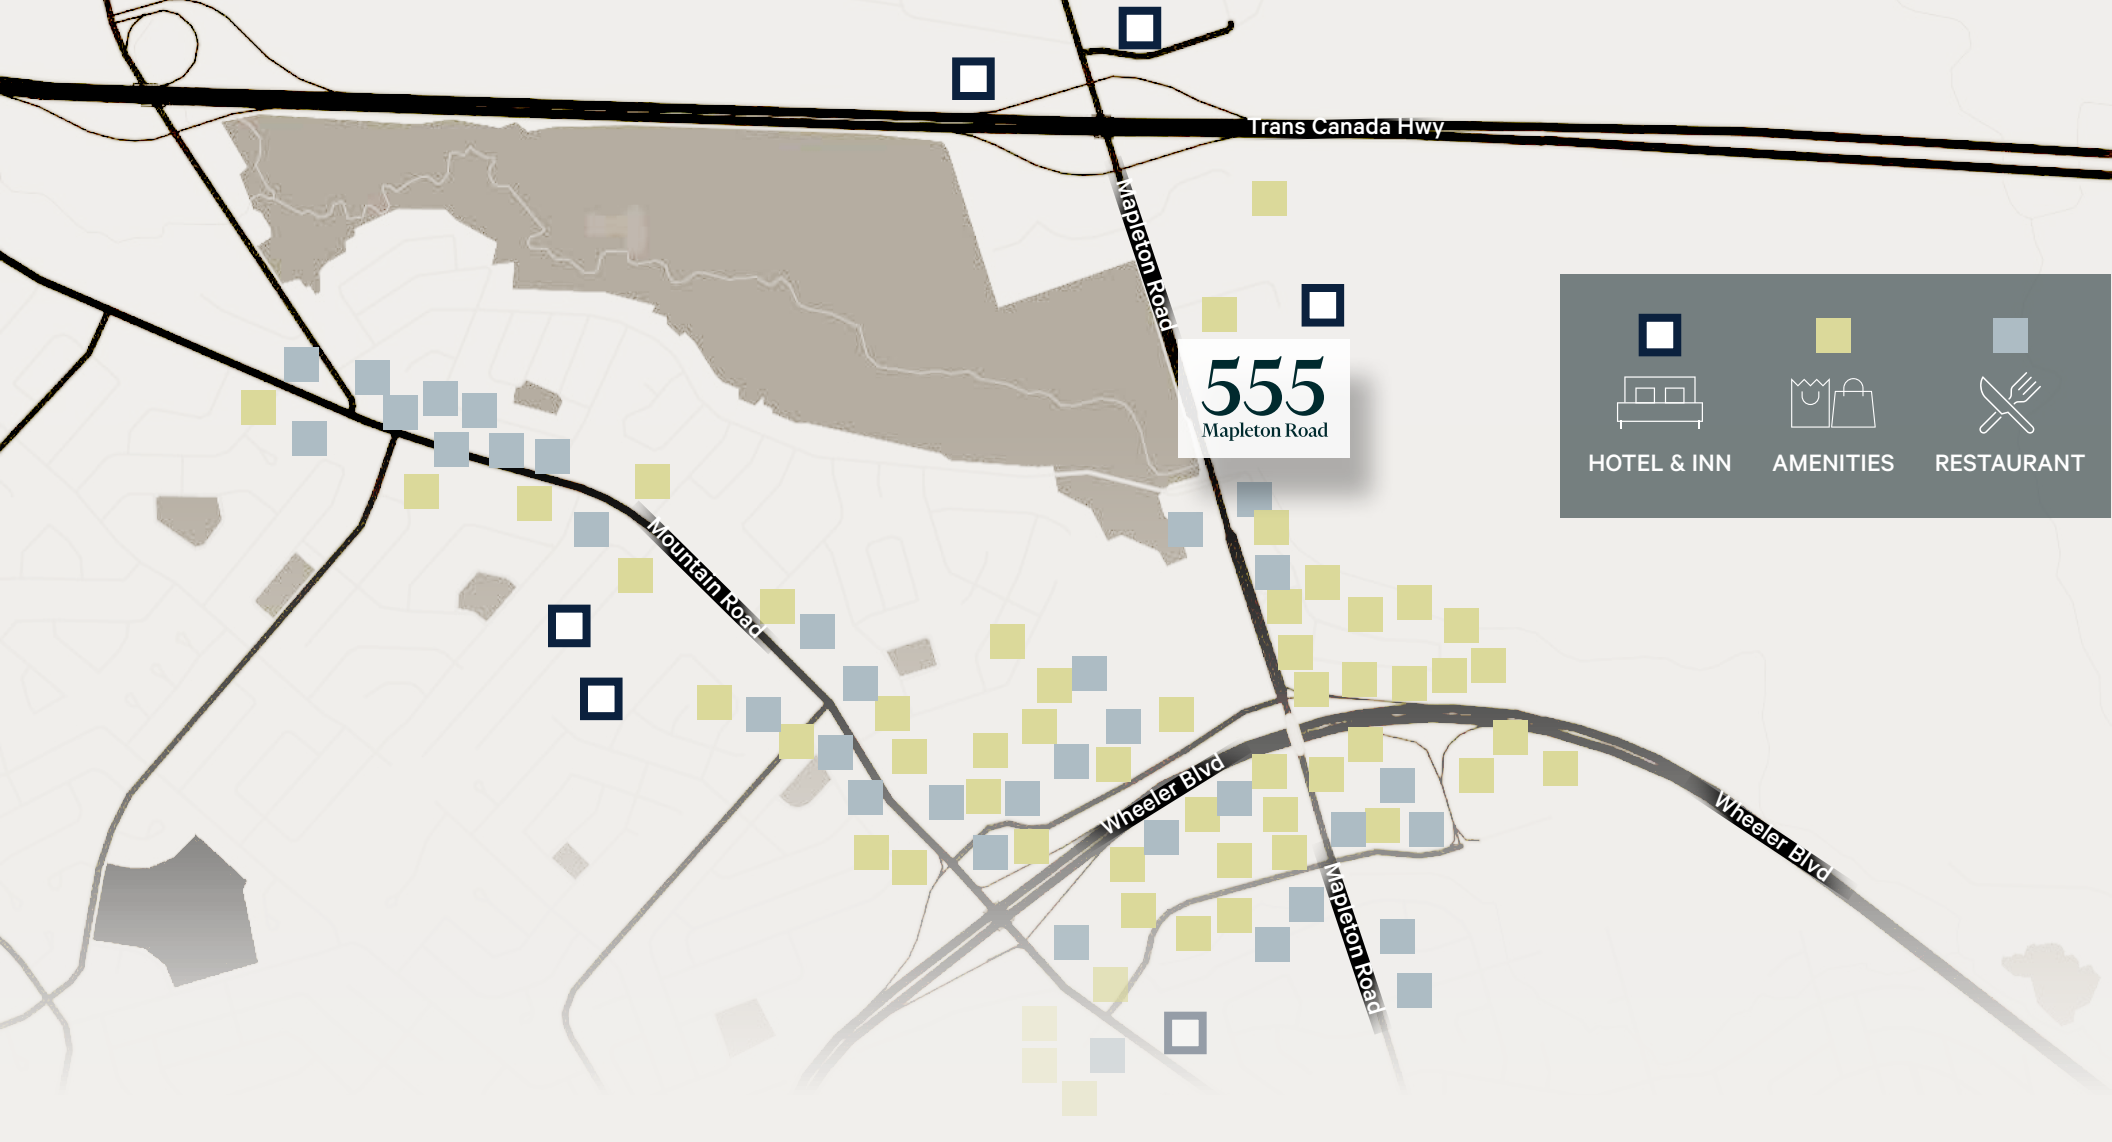 Trans Canada Hwy
Mapleton Road
555
Mapleton Road
HOTEL & INN
AMENITIES
RESTAURANT
Mountain Road
Wheeler Blvd
Wheeler Blvd
Mapleton Road